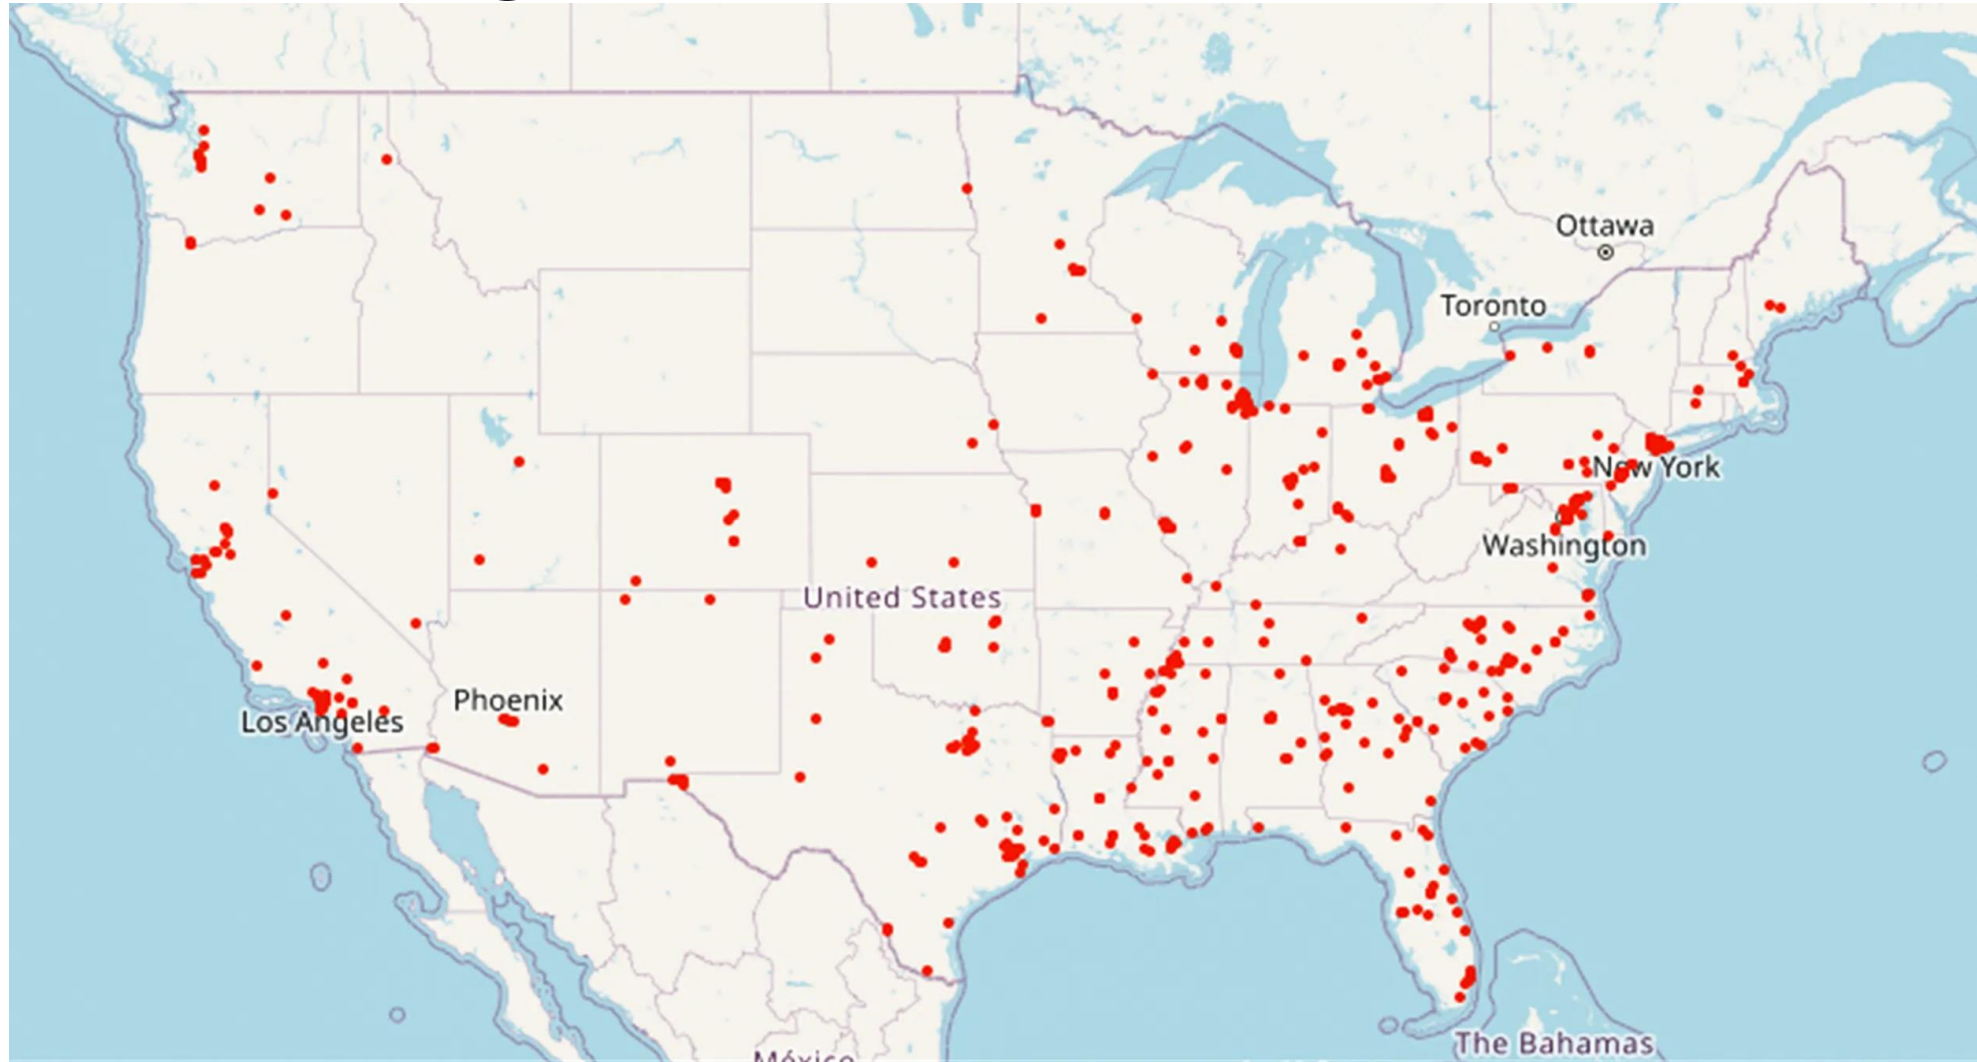 Ottawa
Toronto
New York
Washington
United States
Phoenix
Los Angeles
The Bahamas
México